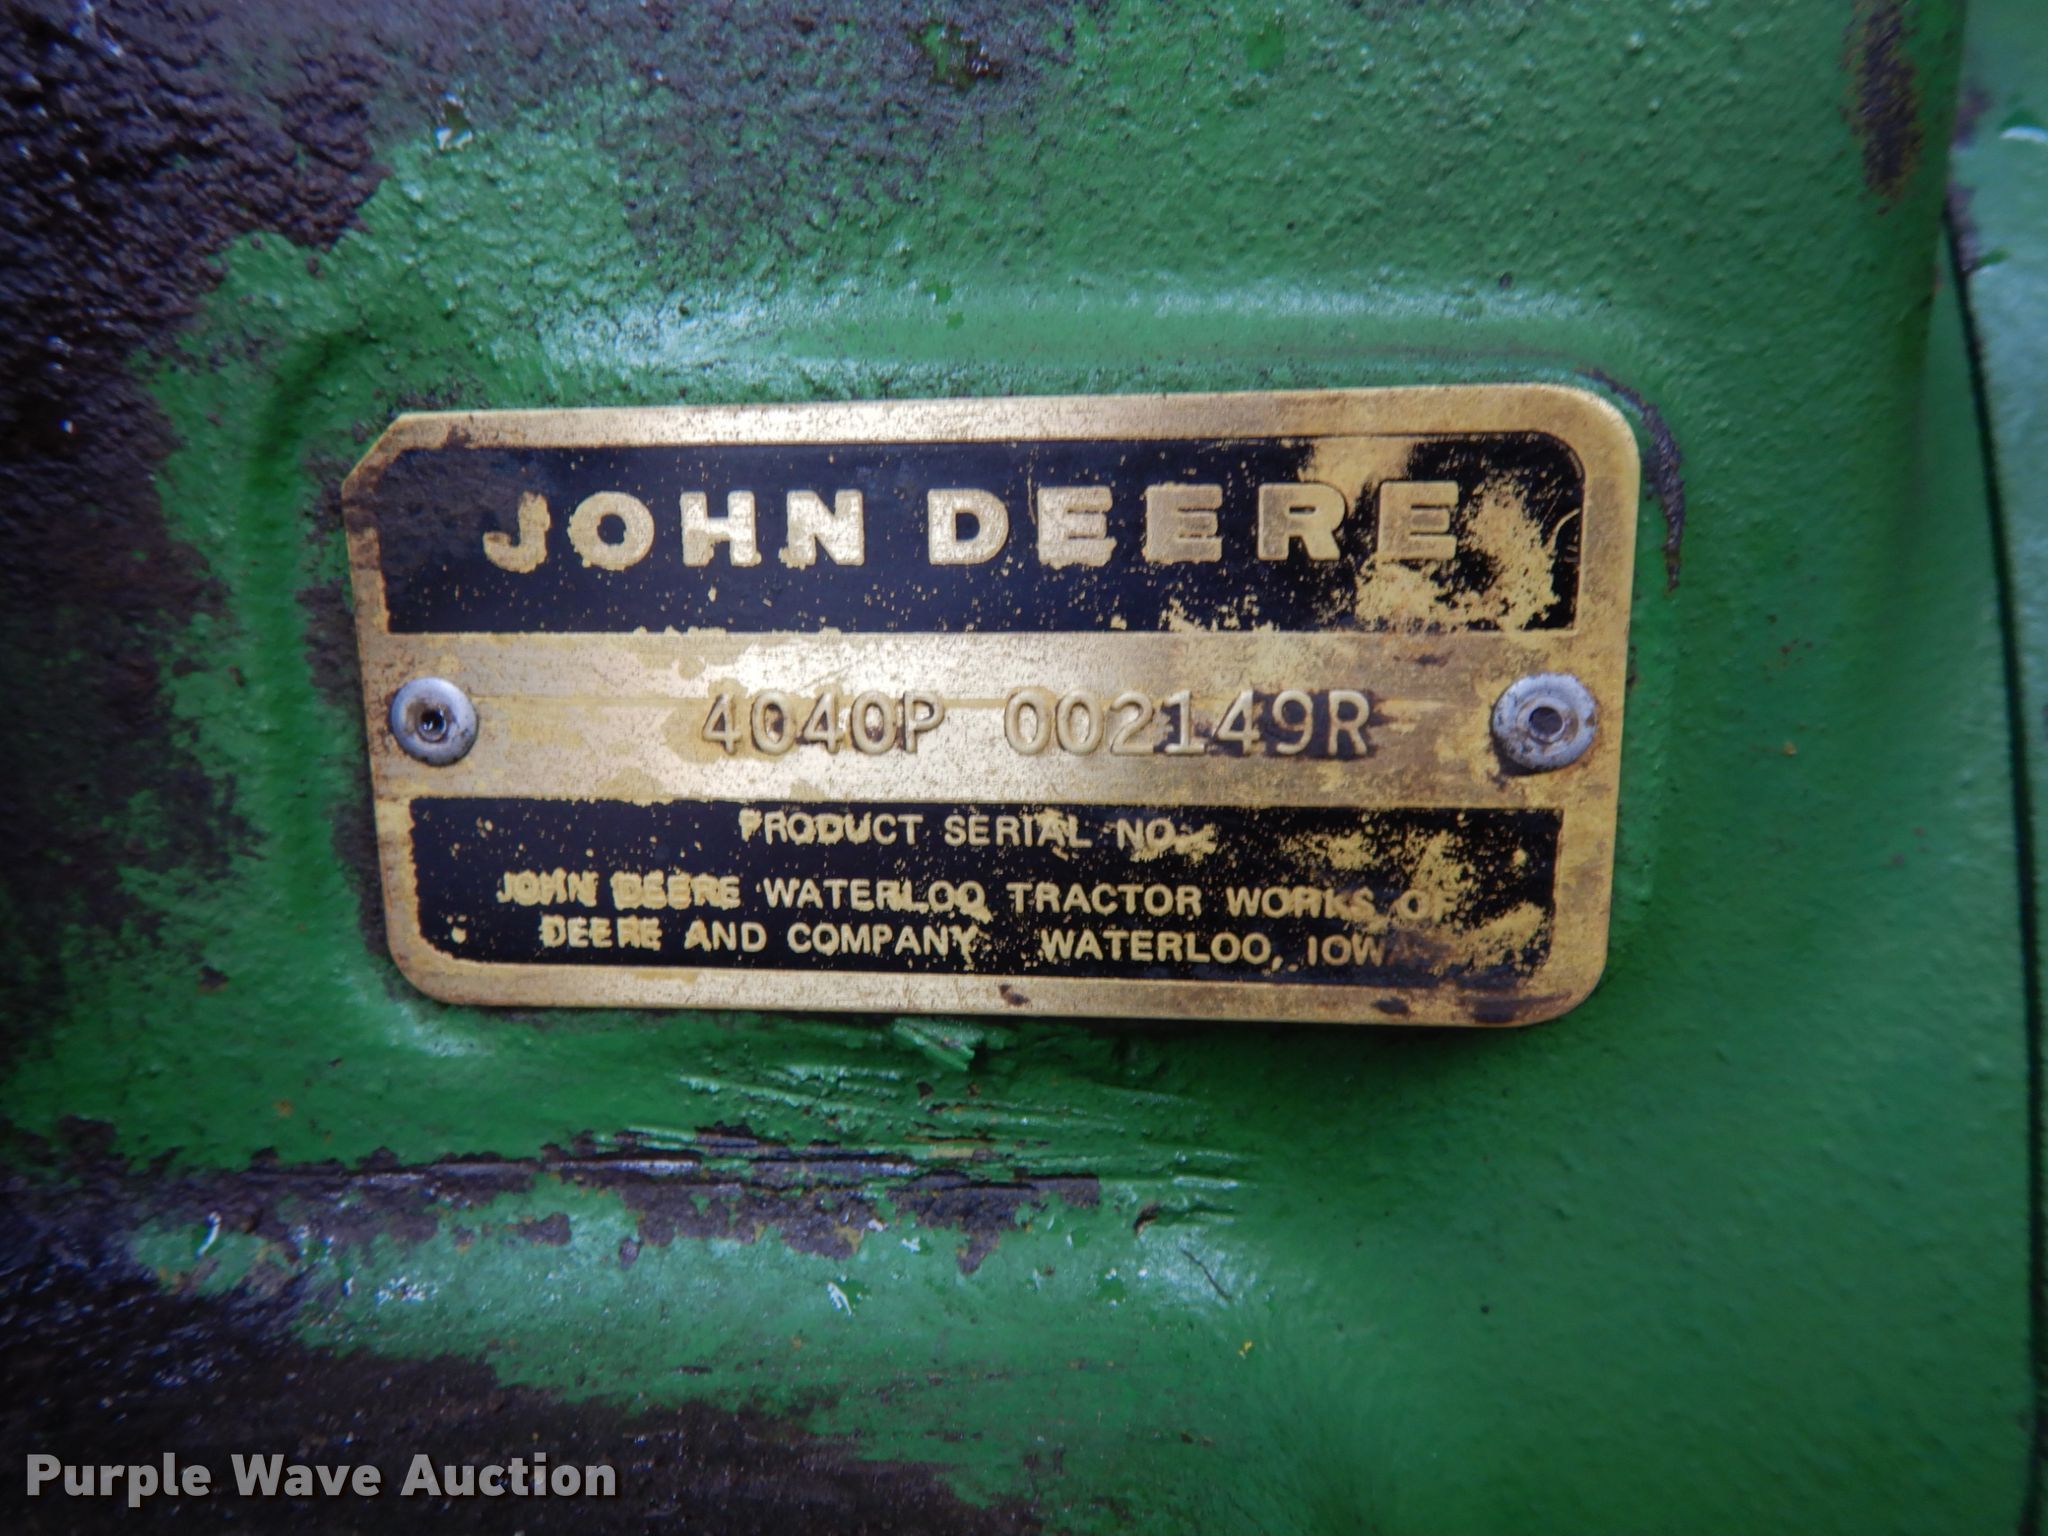 JOHN DEERE
4040P 002149R
PRODUCT SERIAL NO.
JOHN DEERE WATERLOO TRACTOR WORKS OF
DEERE AND COMPANY WATERLOO, IOWA
Purple Wave Auction